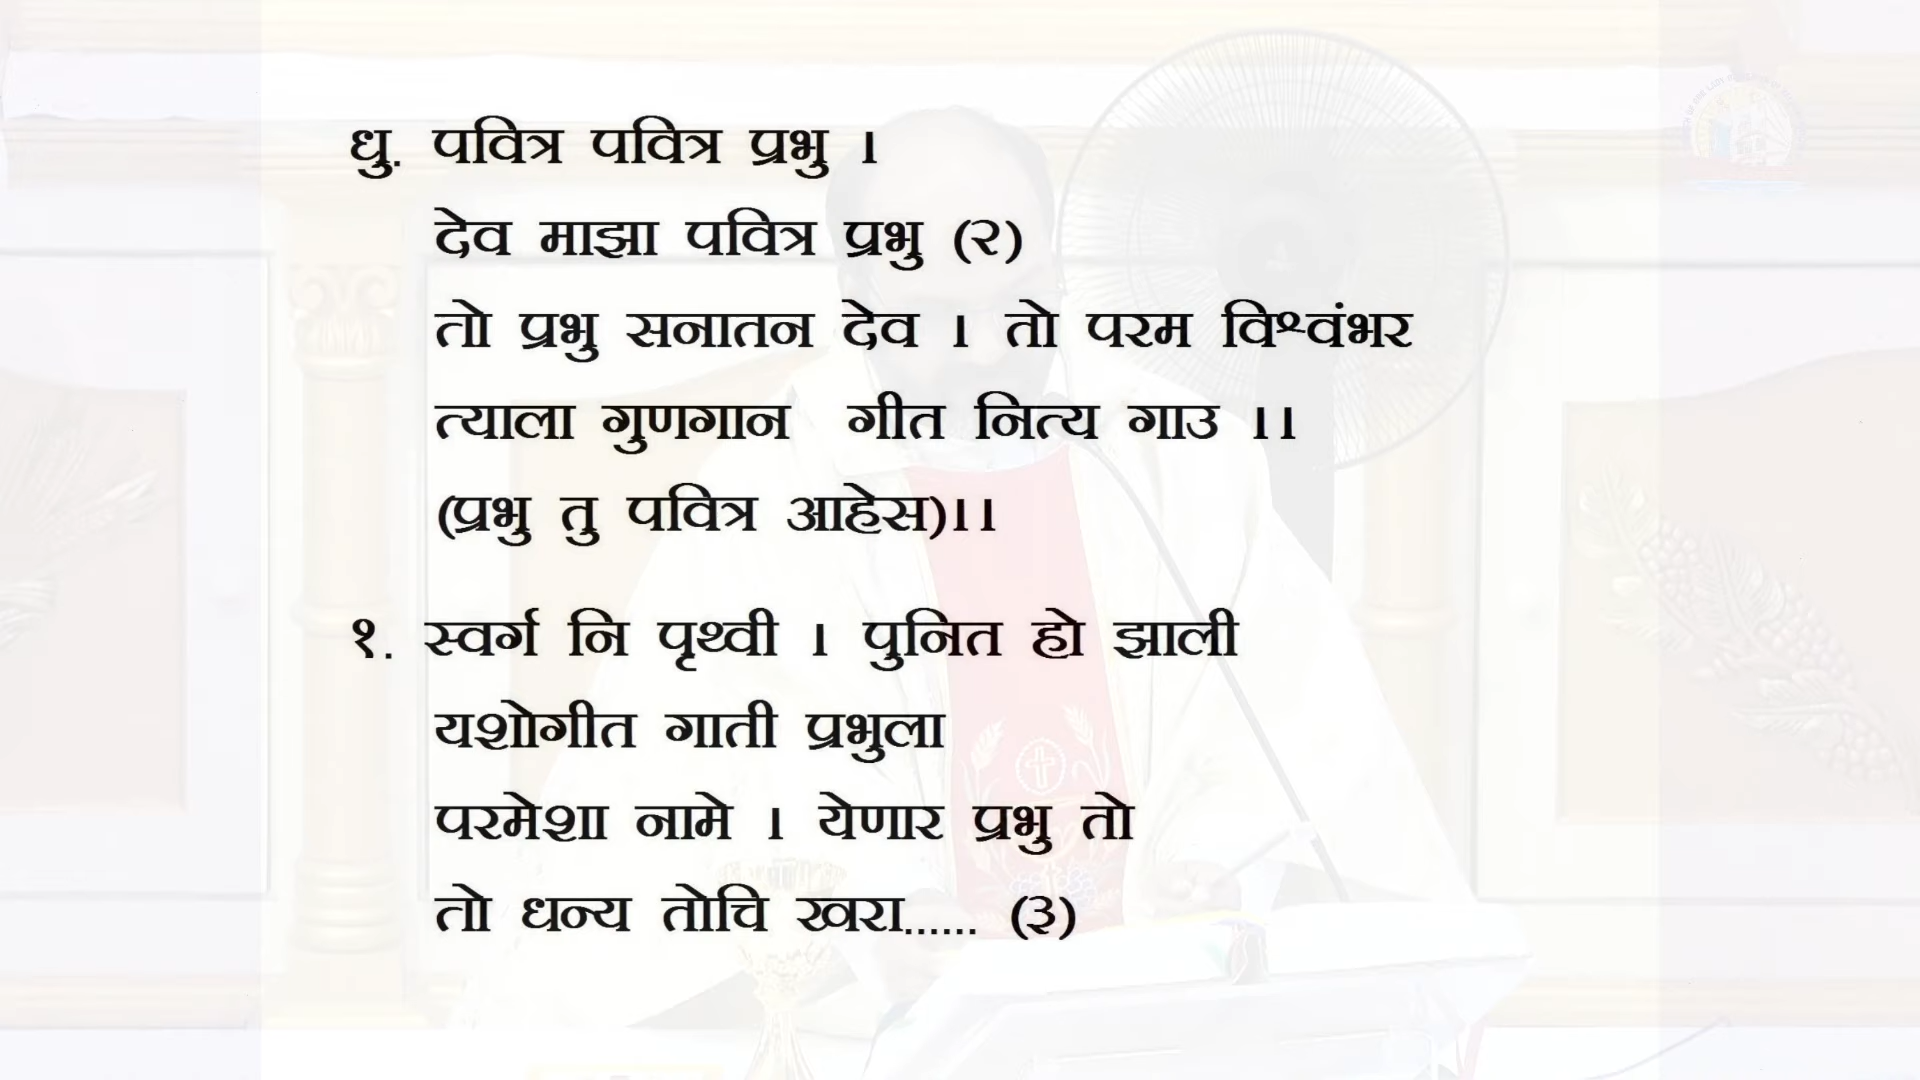 धु. पवित्र पवित्र प्रभु ।
देव माझा पवित्र प्रभु (२)
तो प्रभु सनातन देव । तो परम विश्वंभर
त्याला गुणगान गीत नित्य गाउ ।।
(प्रभु तु पवित्र आहेस)।।
१. स्वर्ग नि पृथ्वी । पुनित हो झाली
यशोगीत गाती प्रभुला
परमेशा नामे । येणार प्रभु तो
तो धन्य तोचि खरा...... (३)